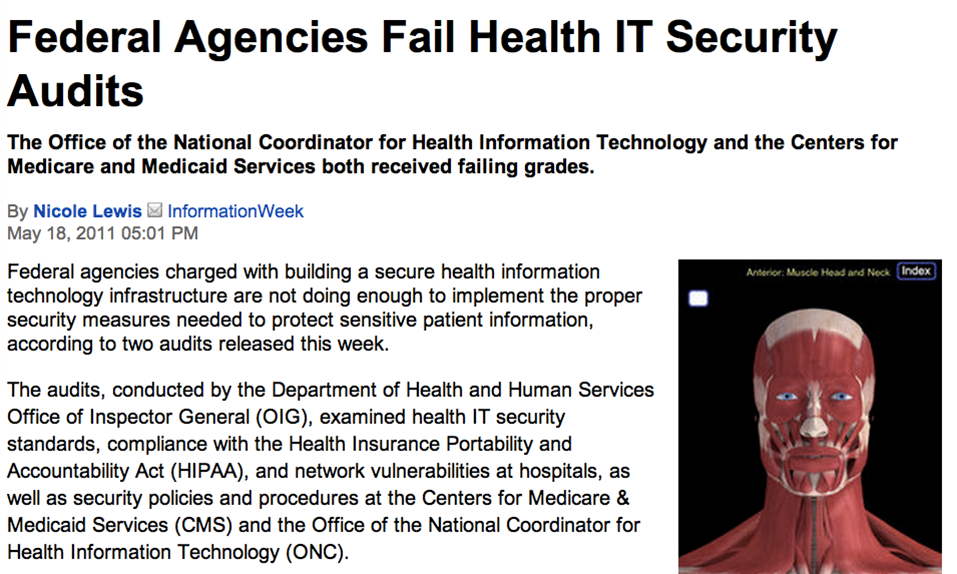 Federal Agencies Fail Health IT Security
Audits
The Office of the National Coordinator for Health Information Technology and the Centers for
Medicare and Medicaid Services both received failing grades.
By Nicole Lewis InformationWeek
May 18, 2011 05:01 PM
Federal agencies charged with building a secure health information
technology infrastructure are not doing enough to implement the proper
security measures needed to protect sensitive patient information,
according to two audits released this week.
The audits, conducted by the Department of Health and Human Services
Office of Inspector General (OIG), examined health IT security
standards, compliance with the Health Insurance Portability and
Accountability Act (HIPAA), and network vulnerabilities at hospitals, as
well as security policies and procedures at the Centers for Medicare &
Medicaid Services (CMS) and the Office of the National Coordinator for
Health Information Technology (ONC).
Anterior: Muscle Head and Neck Index